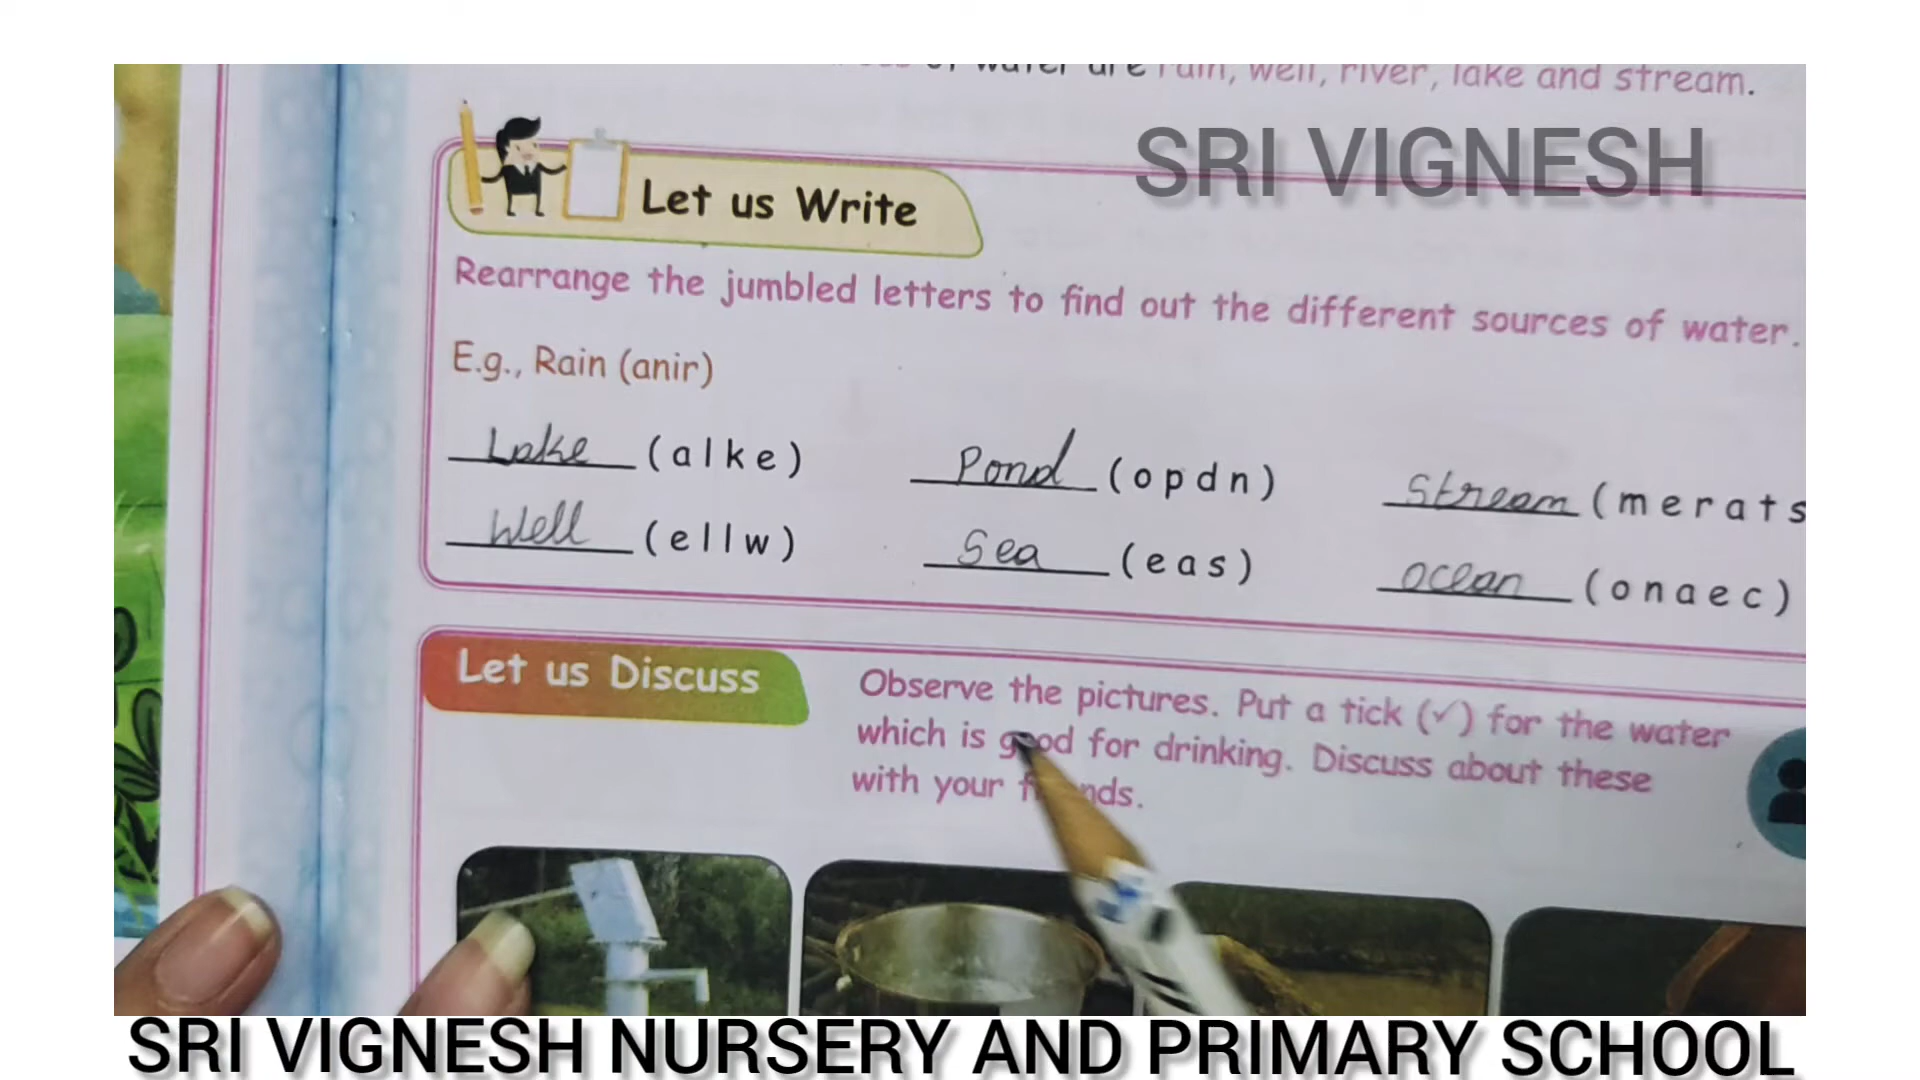 water are rain, well, river, lake and stream.
SRI VIGNESH
Let us Write
Rearrange the jumbled letters to find out the different sources of water.
E.g., Rain (anir)
Lake (alke) Pond (opdn) Stream (merats
Well (ellw) Sea (eas) Ocean (onaec)
Let us Discuss
Observe the pictures. Put a tick (✓) for the water
which is good for drinking. Discuss about these
with your
SRI VIGNESH NURSERY AND PRIMARY SCHOOL